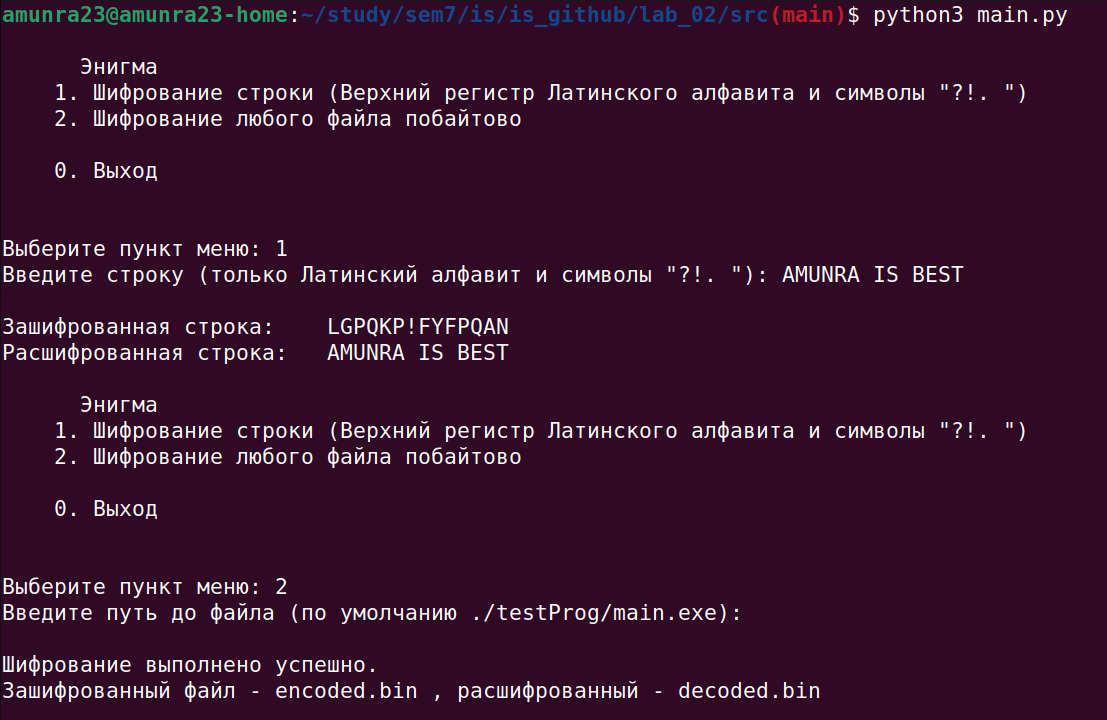 amunra23@amunra23-home:~/study/sem7/is/is_github/lab_02/src(main)$ python3 main.py
Энигма
1. Шифрование строки (Верхний регистр Латинского алфавита и символы "?!. ")
2. Шифрование любого файла побайтово
0. Выход
Выберите пункт меню: 1
Введите строку (только Латинский алфавит и символы "?!. "): AMUNRA IS BEST
Зашифрованная строка:    LGPQKP!FYFPQAN
Расшифрованная строка:   AMUNRA IS BEST
Энигма
1. Шифрование строки (Верхний регистр Латинского алфавита и символы "?!. ")
2. Шифрование любого файла побайтово
0. Выход
Выберите пункт меню: 2
Введите путь до файла (по умолчанию ./testProg/main.exe):
Шифрование выполнено успешно.
Зашифрованный файл - encoded.bin , расшифрованный - decoded.bin